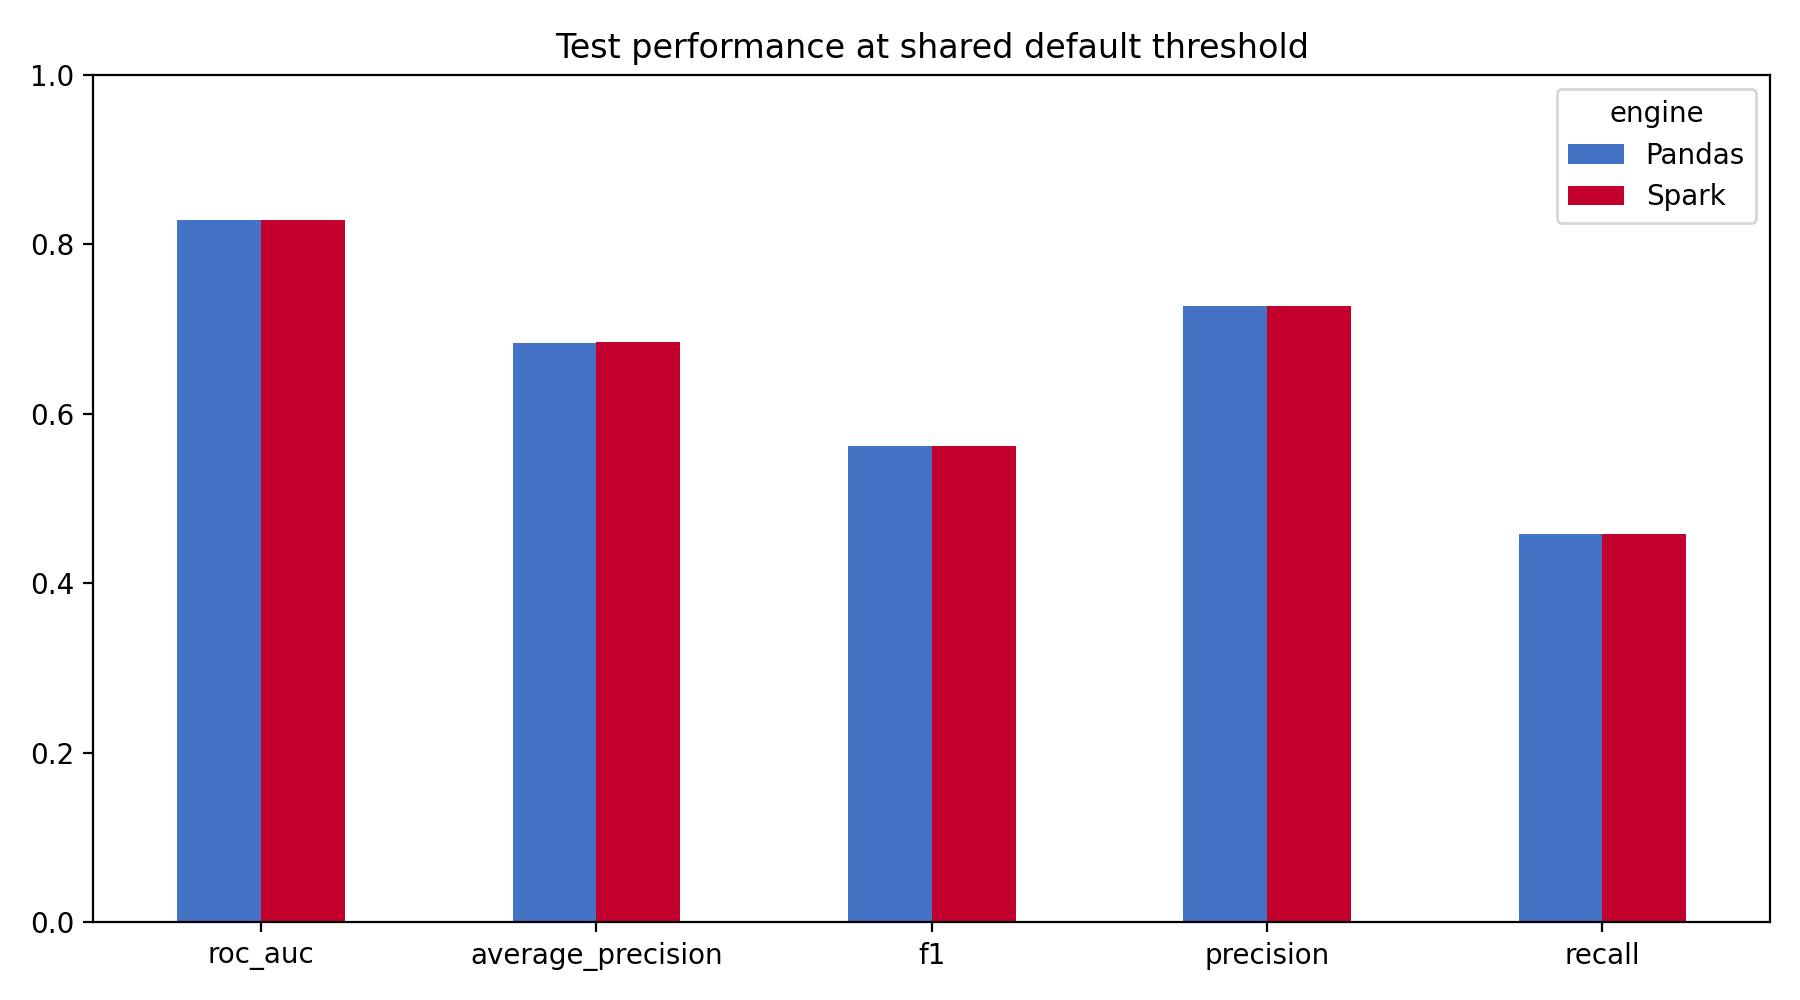 Test performance at shared default threshold
1.0
0.8
0.6
0.4
0.2
0.0
engine
Pandas
Spark
roc_auc
average_precision
f1
precision
recall